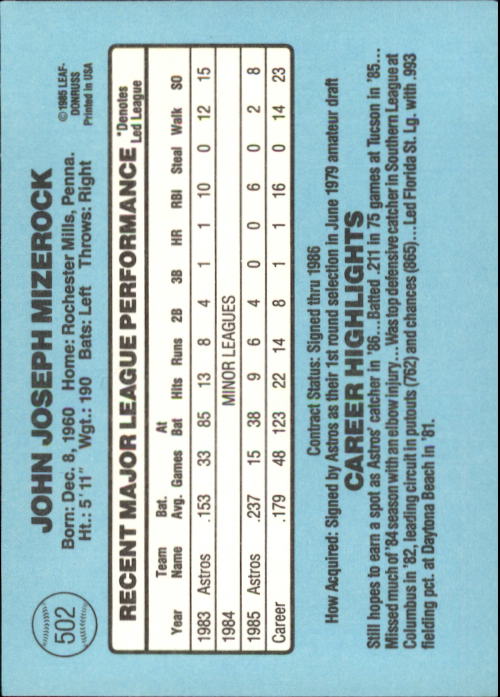 502
JOHN JOSEPH MIZEROCK
Born: Dec. 8, 1960 Home: Rochester Mills, Penna.
Ht.: 5'11" Wgt.: 190 Bats: Left Throws: Right
©1985 LEAF-
DONRUSS
Printed in USA
RECENT MAJOR LEAGUE PERFORMANCE
*Denotes
Led League
Team Bat. At
Year Name Avg. Games Bat Hits Runs 2B 3B HR RBI Steal Walk SO
1983 Astros .153 33 85 13 8 4 1 1 10 0 12 15
1984 MINOR LEAGUES
1985 Astros .237 15 38 9 6 4 0 0 6 0 2 8
Career .179 48 123 22 14 8 1 1 16 0 14 23
Contract Status: Signed thru 1986
How Acquired: Signed by Astros as their 1st round selection in June 1979 amateur draft
CAREER HIGHLIGHTS
Still hopes to earn a spot as Astros' catcher in '86...Batted .211 in 75 games at Tucson in '85...
Missed much of '84 season with an elbow injury...Was top defensive catcher in Southern League at
Columbus in '82, leading circuit in putouts (762) and chances (865)...Led Florida St. Lg. with .993
fielding pct. at Daytona Beach in '81.